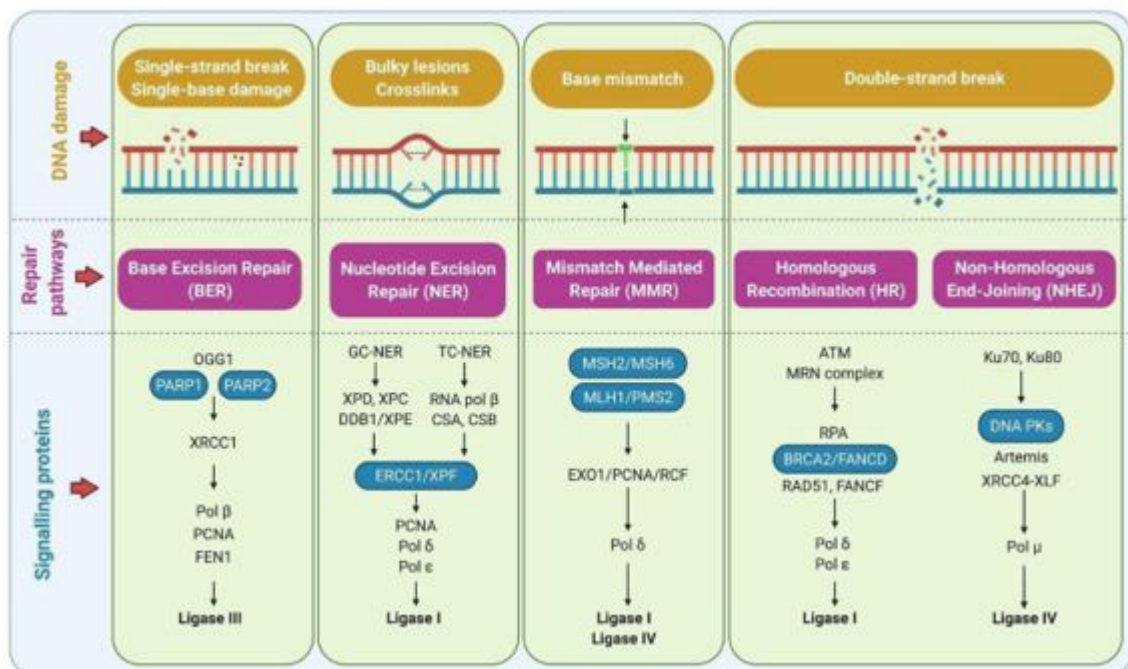 DNA damage
Single-strand break
Single-base damage
Bulky lesions
Crosslinks
Base mismatch
Double-strand break
Repair
pathways
Base Excision Repair
(BER)
Nucleotide Excision
Repair (NER)
Mismatch Mediated
Repair (MMR)
Homologous
Recombination (HR)
Non-Homologous
End-Joining (NHEJ)
Signalling proteins
OGG1
PARP1
PARP2
XRCC1
Pol β
PCNA
FEN1
Ligase III
GC-NER
TC-NER
XPD, XPC
DDB1/XPE
RNA pol β
CSA, CSB
ERCC1/XPF
PCNA
Pol δ
Pol ε
Ligase I
MSH2/MSH6
MLH1/PMS2
EXO1/PCNA/RCF
Pol δ
Ligase I
Ligase IV
ATM
MRN complex
RPA
BRCA2/FANCD
RAD51, FANCF
Pol δ
Pol ε
Ligase I
Ku70, Ku80
DNA PKs
Artemis
XRCC4-XLF
Pol μ
Ligase IV